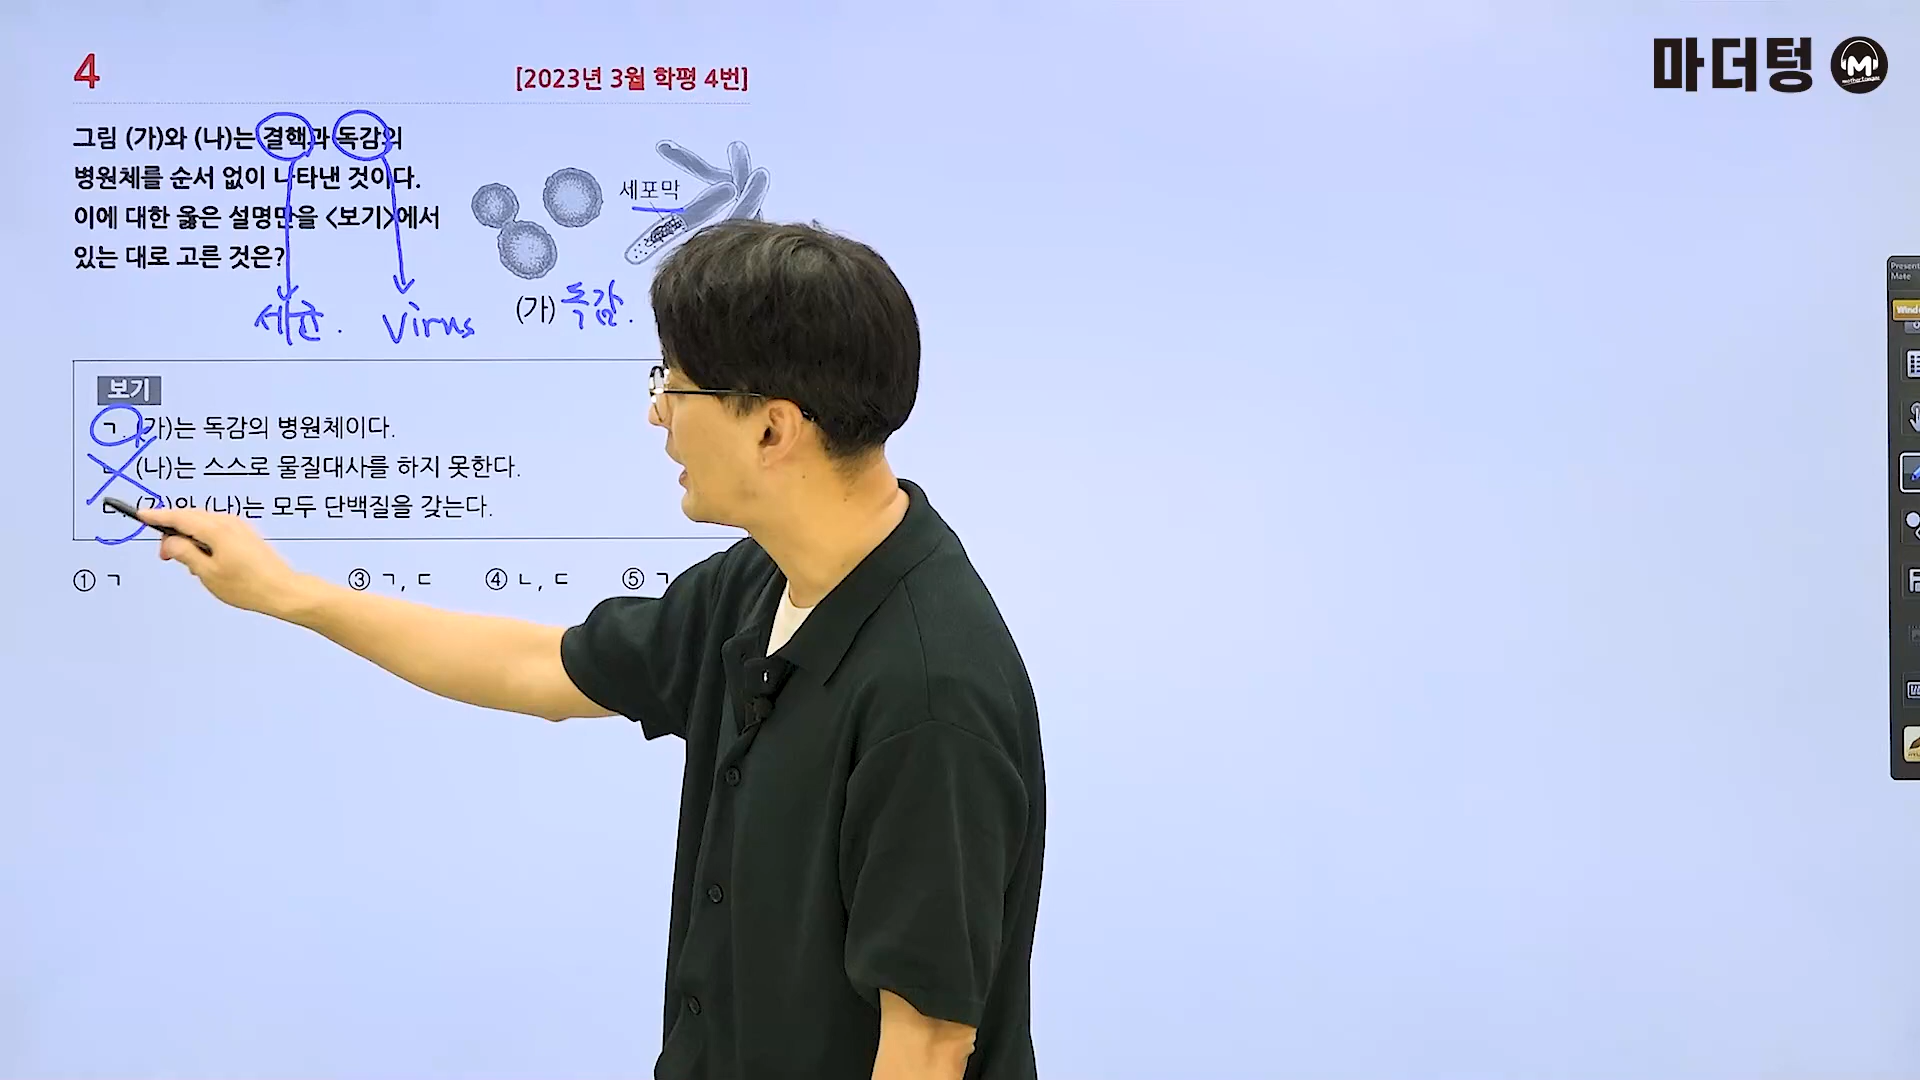 마더텅
M
4
[2023년 3월 학평 4번]
그림 (가)와 (나)는 결핵과 독감의
병원체를 순서 없이 나타낸 것이다.
이에 대한 옳은 설명만을 <보기>에서
있는 대로 고른 것은?
세포막
세균. Virus
(가) 독감.
보기
ㄱ. (가)는 독감의 병원체이다.
(나)는 스스로 물질대사를 하지 못한다.
ㄷ. (가)와 (나)는 모두 단백질을 갖는다.
① ㄱ ③ ㄱ, ㄷ ④ ㄴ, ㄷ ⑤ ㄱ
Present
Mate